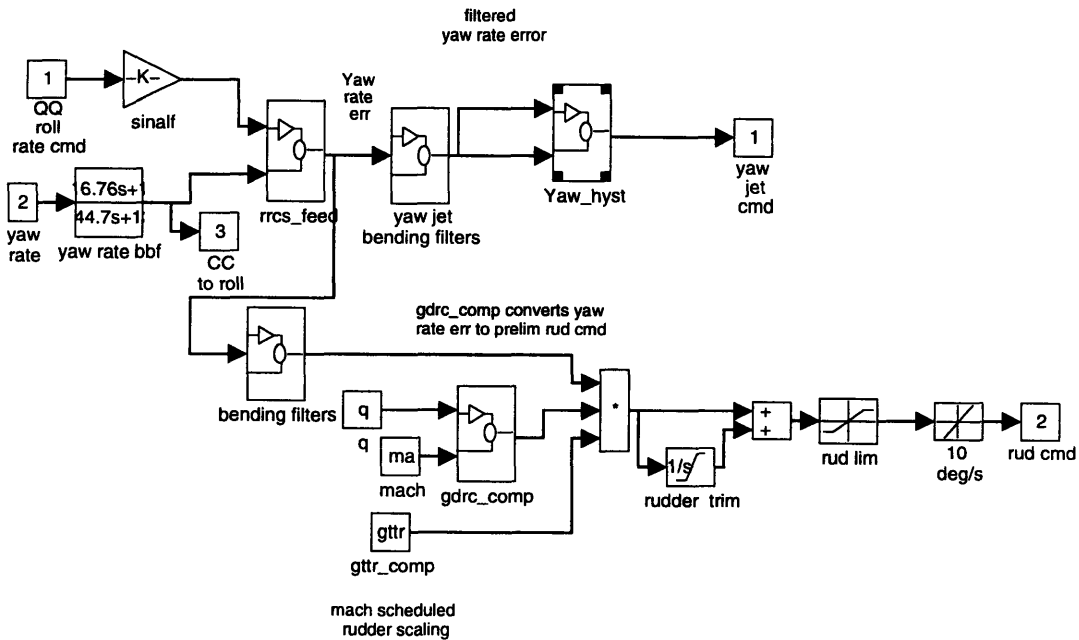 filtered
yaw rate error
1
QQ
roll
rate cmd
-K-
sinalf
Yaw
rate
err
2
yaw
rate
6.76s+1
44.7s+1
yaw rate bbf
3
CC
to roll
rrcs_feed
yaw jet
bending filters
Yaw_hyst
1
yaw
jet
cmd
gdrc_comp converts yaw
rate err to prelim rud cmd
bending filters
q
q
ma
mach
gdrc_comp
gttr
gttr_comp
*
1/s
rudder trim
+
+
rud lim
10
deg/s
2
rud cmd
mach scheduled
rudder scaling